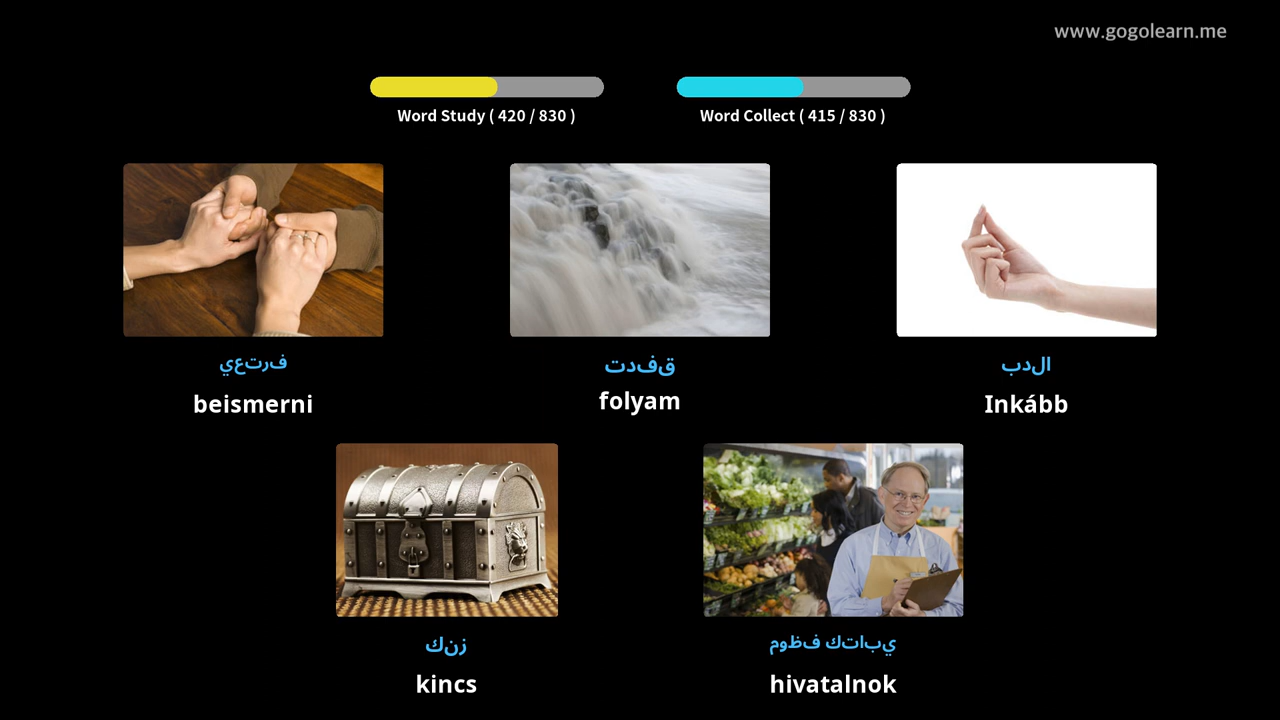 www.gogolearn.me
Word Study ( 420 / 830 )
Word Collect ( 415 / 830 )
فرتعي
beismerni
قفدت
folyam
الدب
Inkább
زنك
kincs
يباتك فظوم
hivatalnok